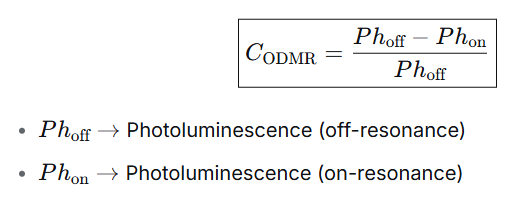 C_ODMR = (Ph_off − Ph_on) / Ph_off
• Ph_off → Photoluminescence (off-resonance)
• Ph_on → Photoluminescence (on-resonance)